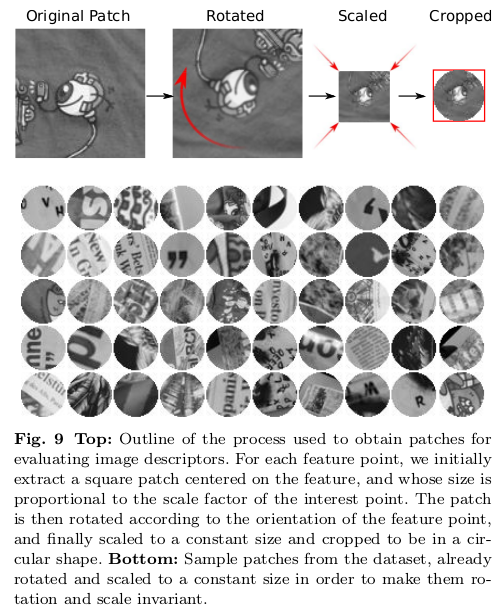 Original Patch Rotated Scaled Cropped
Fig. 9 Top: Outline of the process used to obtain patches for
evaluating image descriptors. For each feature point, we initially
extract a square patch centered on the feature, and whose size is
proportional to the scale factor of the interest point. The patch
is then rotated according to the orientation of the feature point,
and finally scaled to a constant size and cropped to be in a cir-
cular shape. Bottom: Sample patches from the dataset, already
rotated and scaled to a constant size in order to make them ro-
tation and scale invariant.